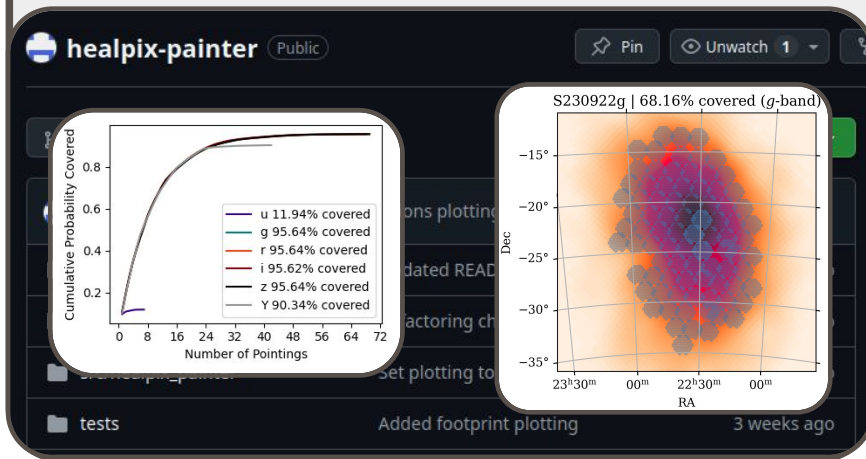 healpix-painter Public Pin Unwatch 1
S230922g | 68.16% covered (g-band)
Cumulative Probability Covered
0.8
0.6
0.4
0.2
u 11.94% covered
g 95.64% covered
r 95.64% covered
i 95.62% covered
z 95.64% covered
Y 90.34% covered
0 8 16 24 32 40 48 56 64 72
Number of Pointings
Dec
−15°
−20°
−25°
−30°
−35°
23h30m 00m 22h30m 00m
RA
ons plotting
dated READ
factoring ch
Set plotting to
tests Added footprint plotting 3 weeks ago